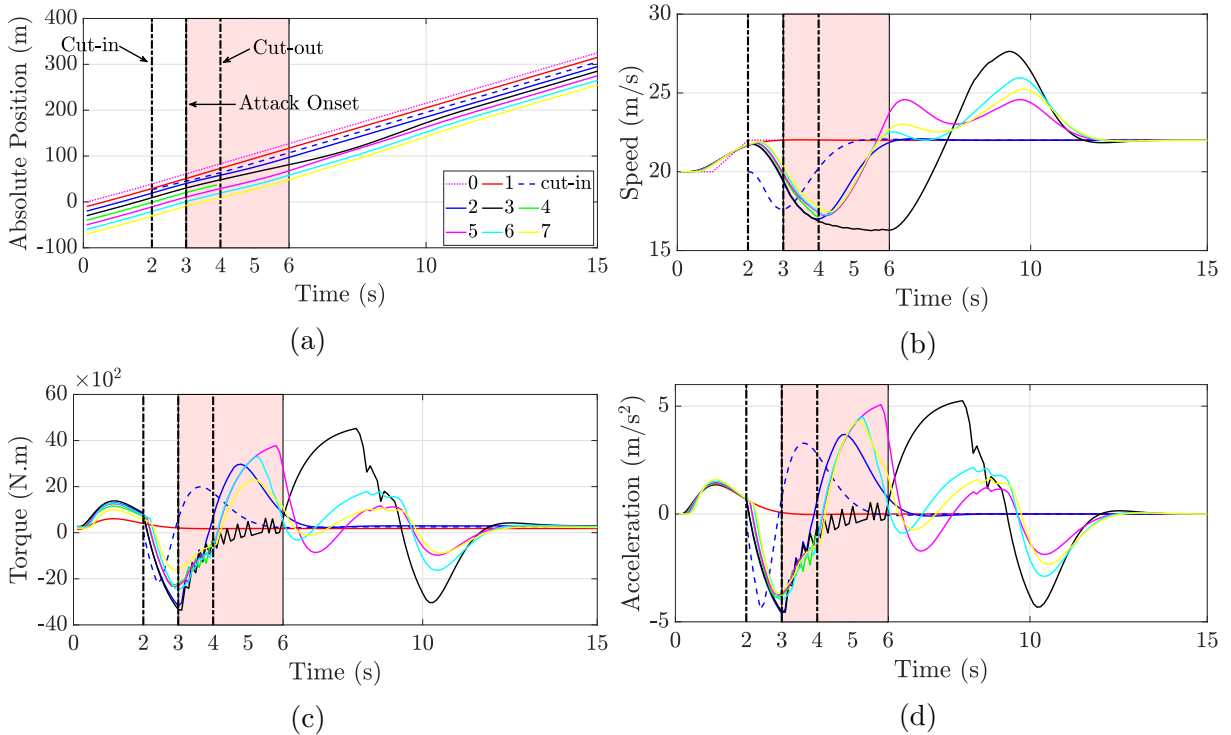 400
300
200
100
0
-100
Absolute Position (m)
Cut-in
Cut-out
Attack Onset
0 1 cut-in
2 3 4
5 6 7
0 2 3 4 5 6 10 15
Time (s)
(a)
30
25
20
15
Speed (m/s)
0 2 3 4 5 6 10 15
Time (s)
(b)
×10²
60
40
20
0
-20
-40
Torque (N.m)
0 2 3 4 5 6 10 15
Time (s)
(c)
5
0
-5
Acceleration (m/s²)
0 2 3 4 5 6 10 15
Time (s)
(d)